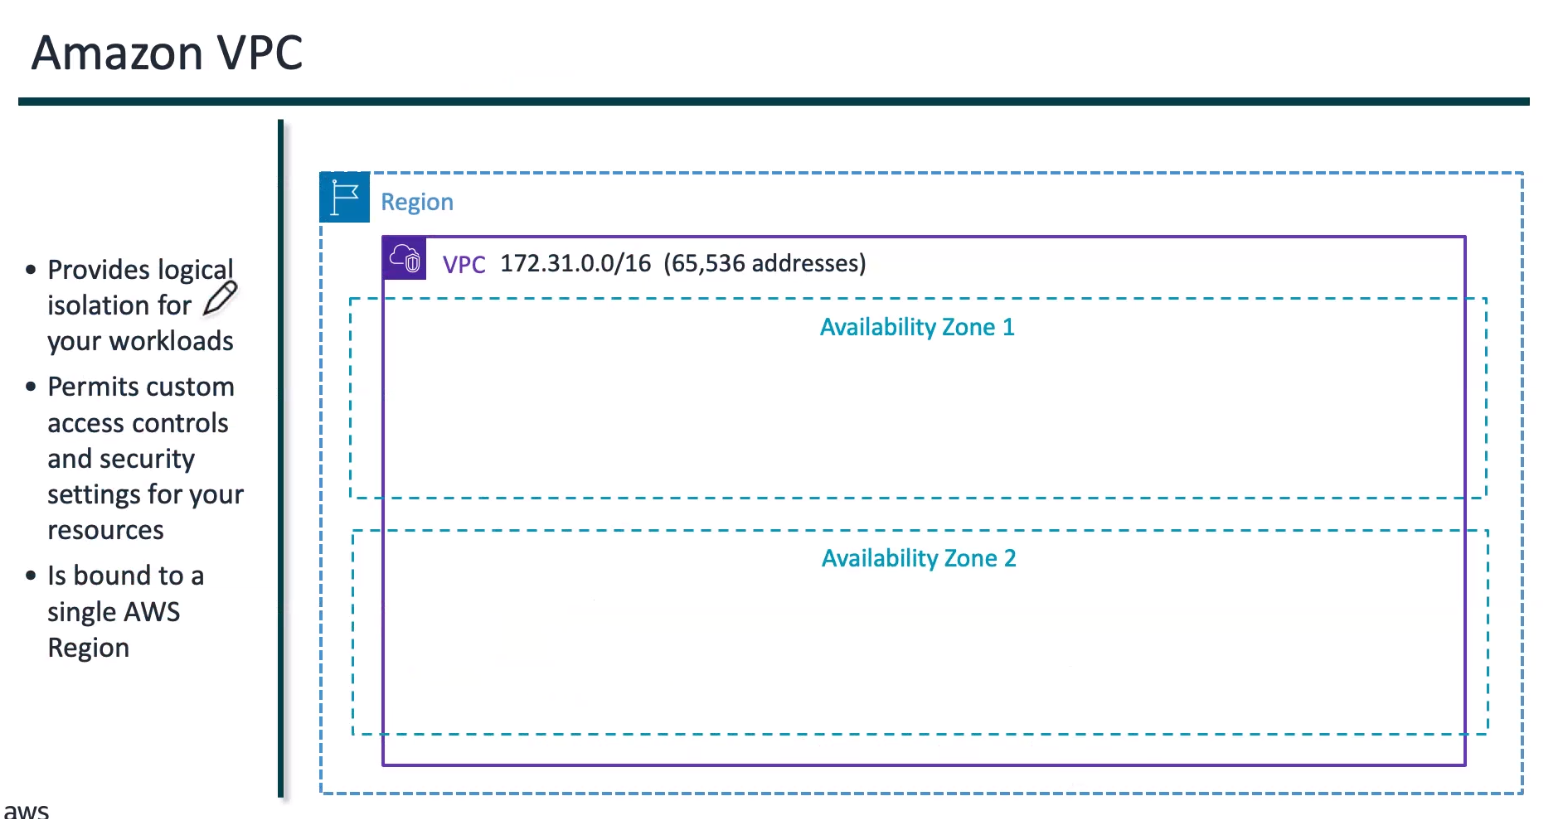 Amazon VPC
• Provides logical
isolation for
your workloads
• Permits custom
access controls
and security
settings for your
resources
• Is bound to a
single AWS
Region
Region
VPC 172.31.0.0/16 (65,536 addresses)
Availability Zone 1
Availability Zone 2
aws